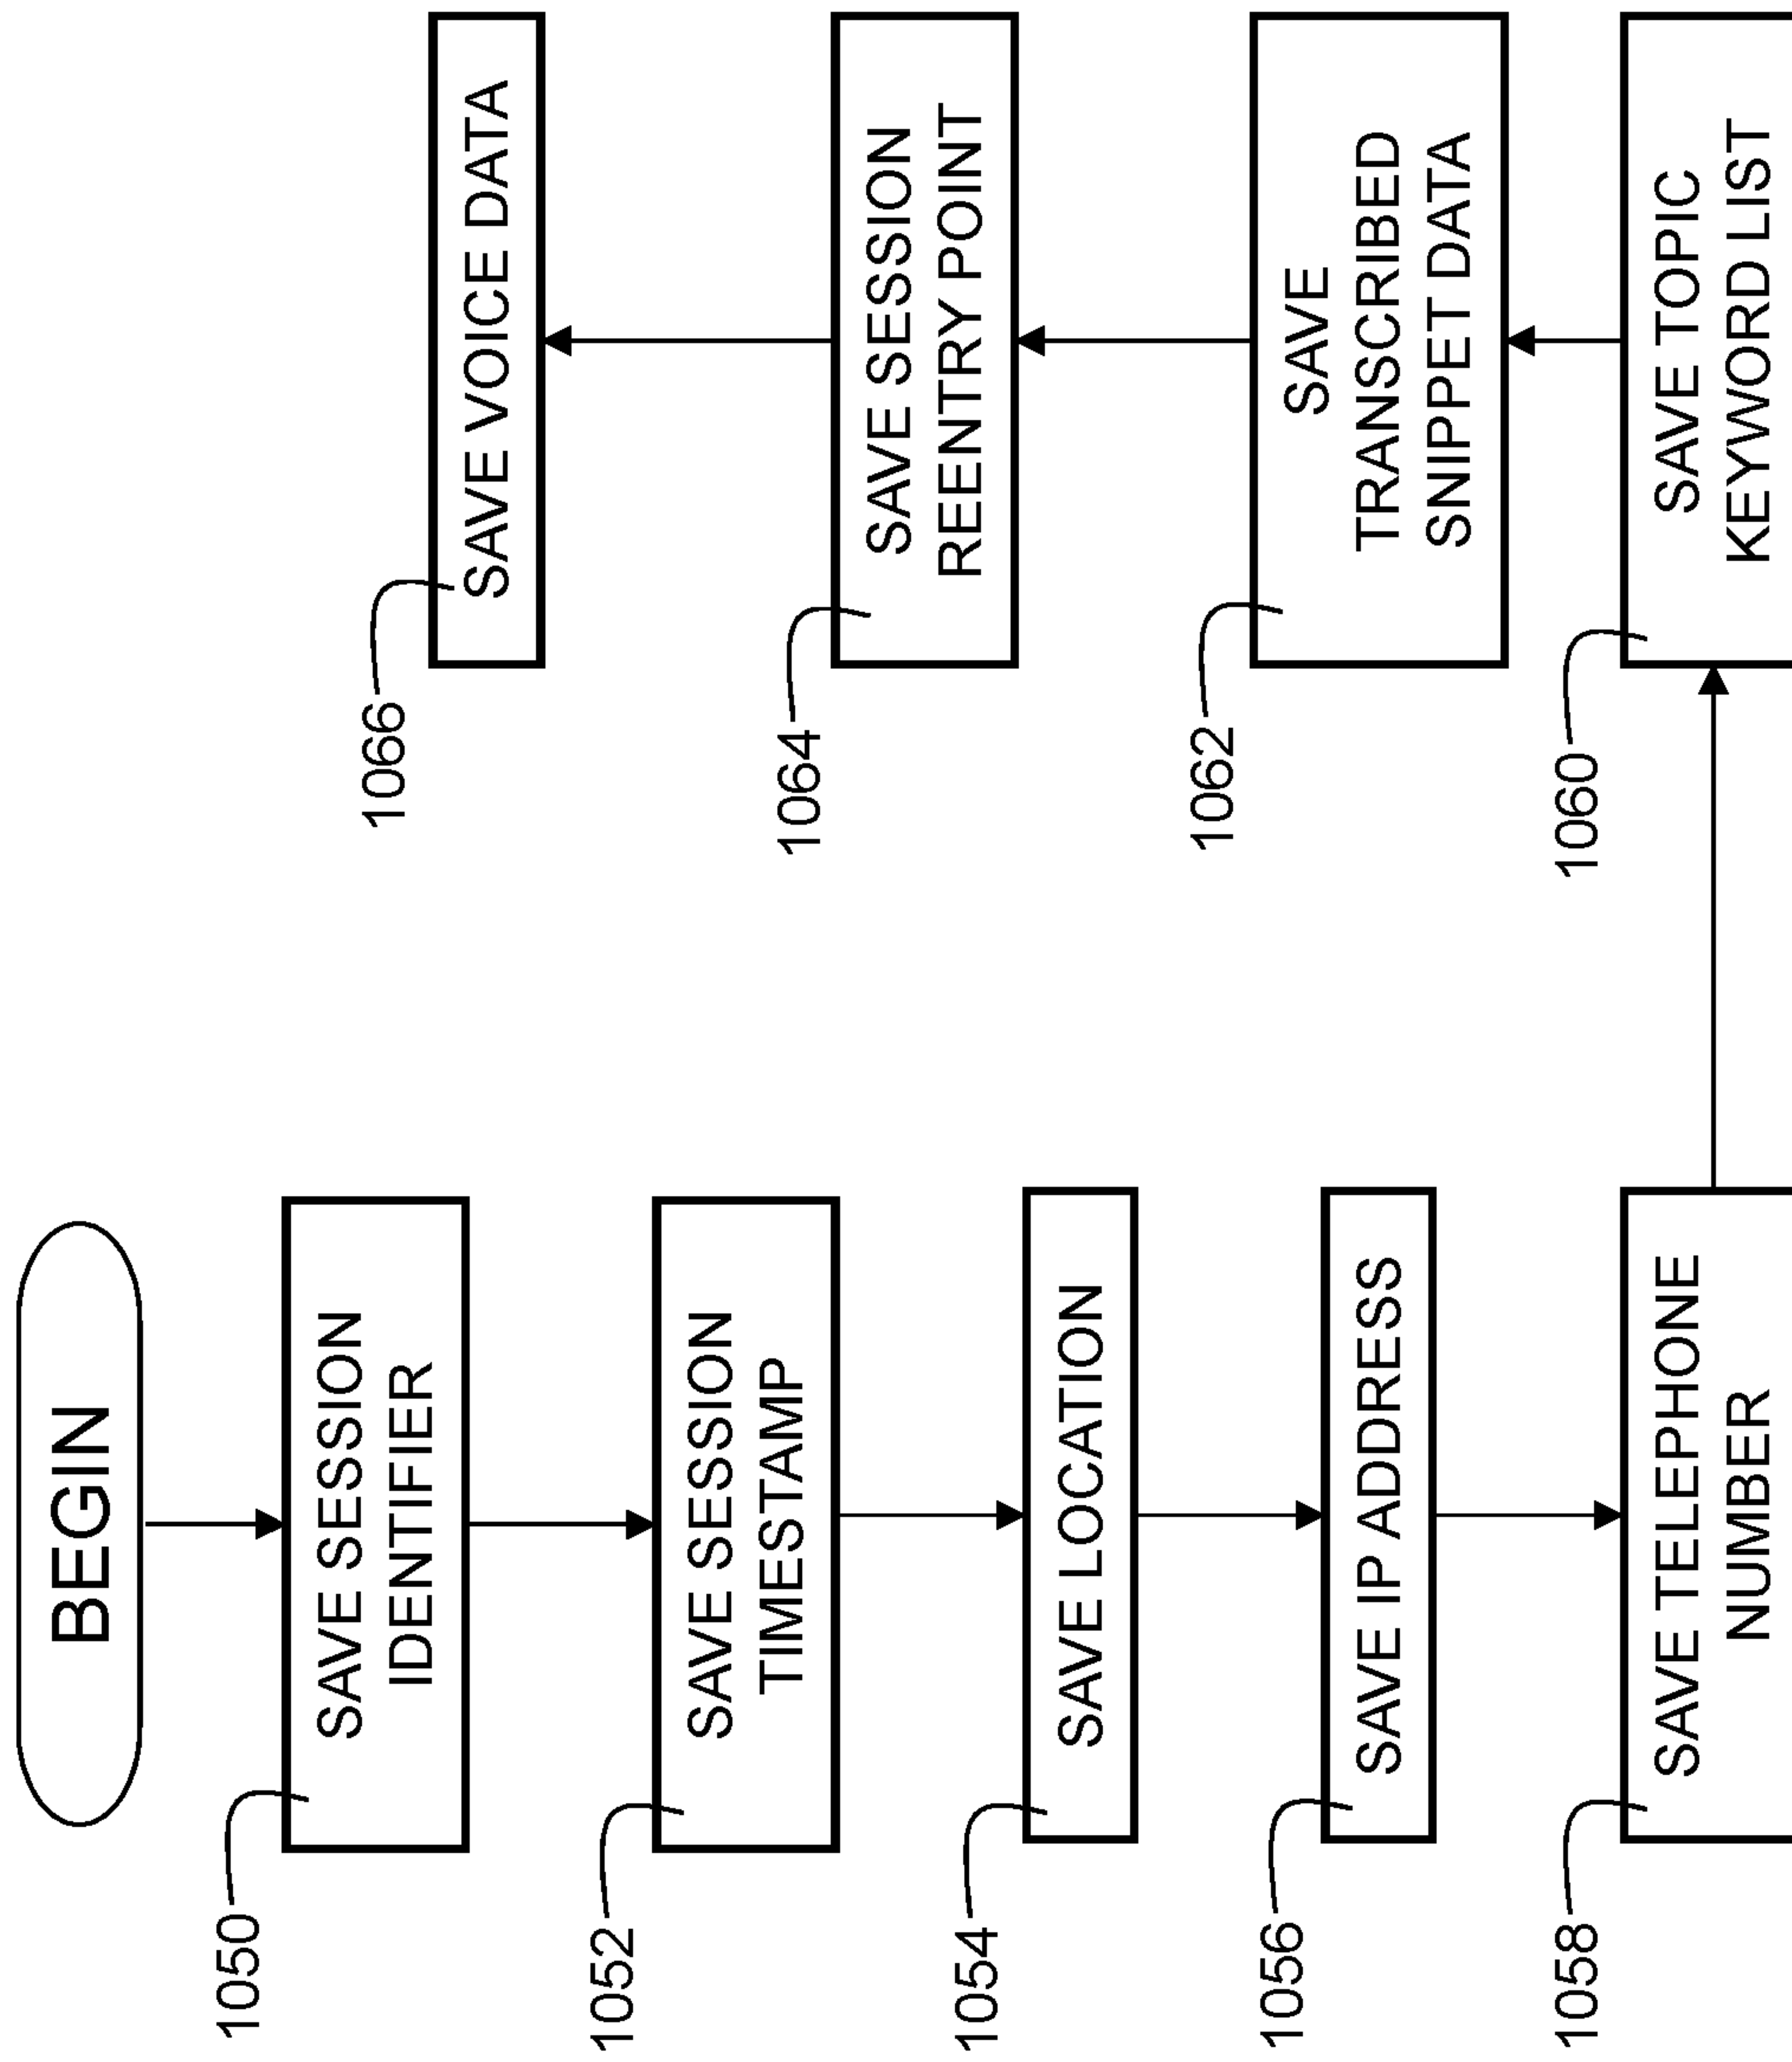 BEGIN
1050
SAVE SESSION
IDENTIFIER
1052
SAVE SESSION
TIMESTAMP
1054
SAVE LOCATION
1056
SAVE IP ADDRESS
1058
SAVE TELEPHONE
NUMBER
1060
SAVE TOPIC
KEYWORD LIST
1062
SAVE
TRANSCRIBED
SNIPPET DATA
1064
SAVE SESSION
REENTRY POINT
1066
SAVE VOICE DATA